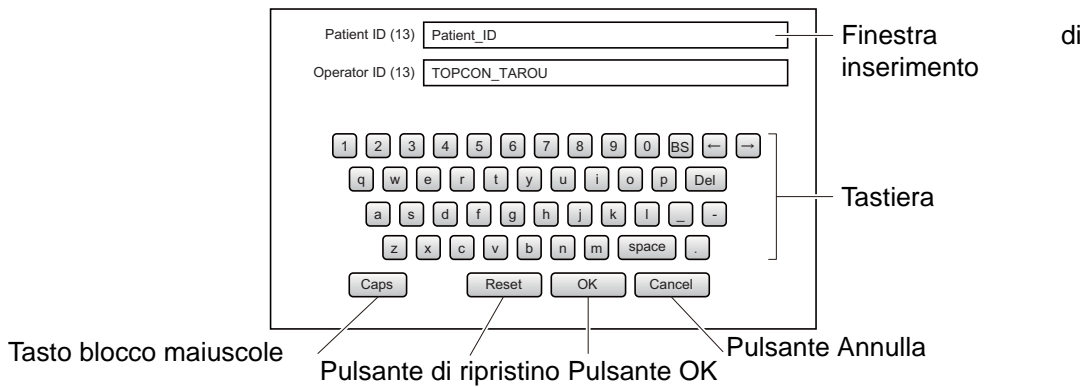 Patient ID (13) Patient_ID
Finestra di
inserimento
Operator ID (13) TOPCON_TAROU
1 2 3 4 5 6 7 8 9 0 BS ← →
q w e r t y u i o p Del
Tastiera
a s d f g h j k l _ -
z x c v b n m space .
Caps Reset OK Cancel
Tasto blocco maiuscole
Pulsante di ripristino Pulsante OK
Pulsante Annulla